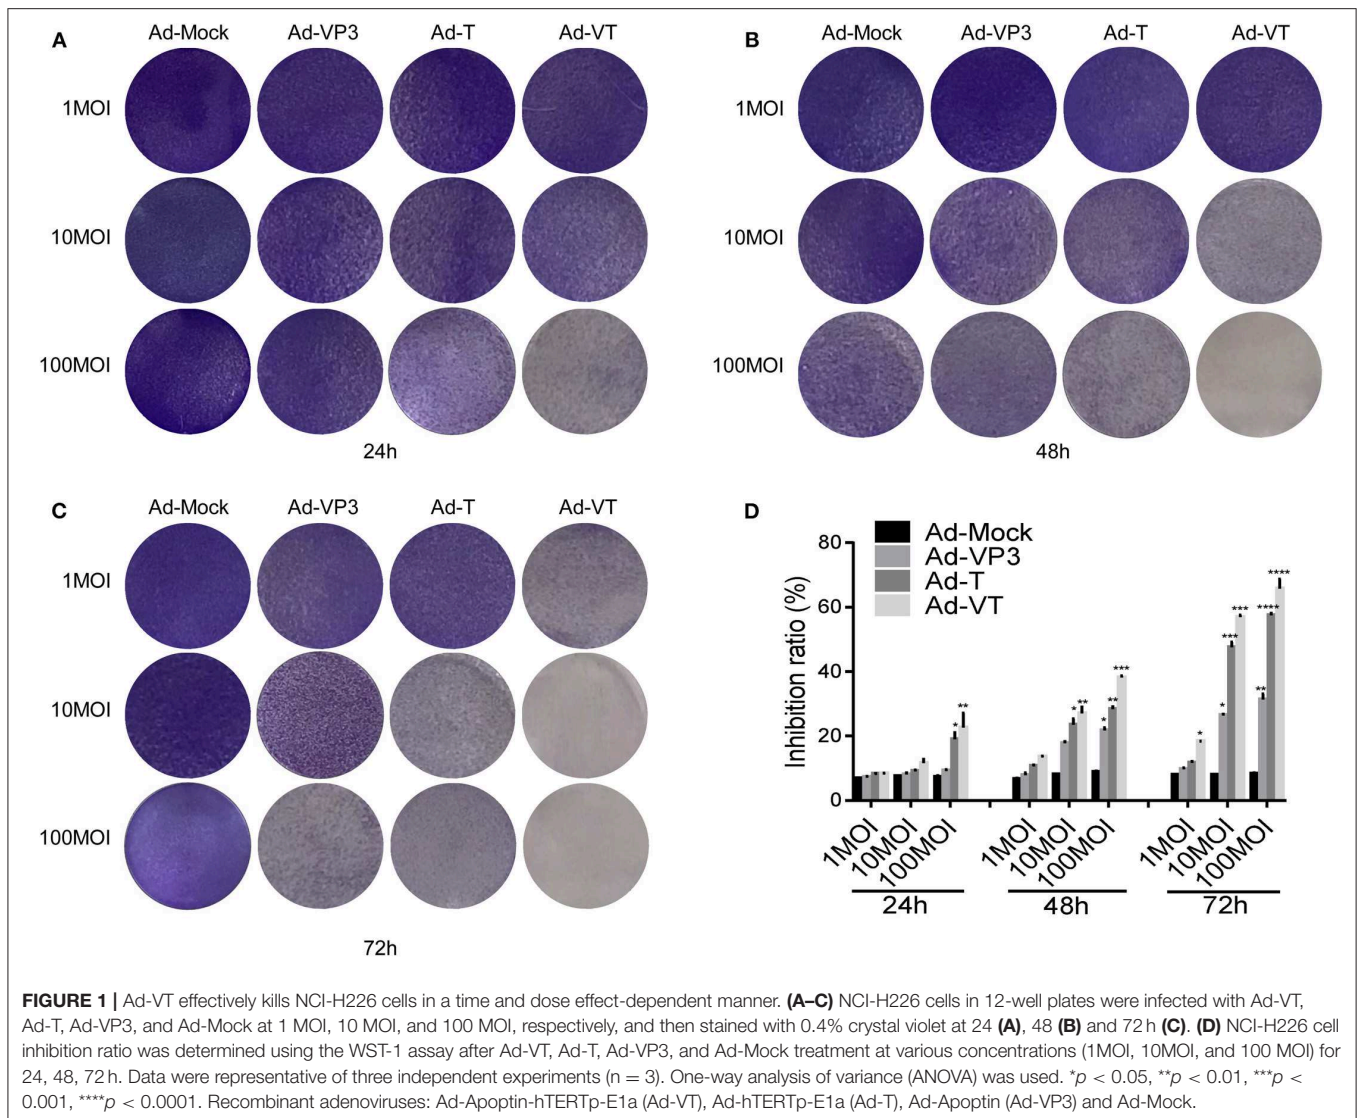 A
Ad-Mock Ad-VP3 Ad-T Ad-VT
1MOI
10MOI
100MOI
24h
B
Ad-Mock Ad-VP3 Ad-T Ad-VT
1MOI
10MOI
100MOI
48h
C
Ad-Mock Ad-VP3 Ad-T Ad-VT
1MOI
10MOI
100MOI
72h
D
Ad-Mock
Ad-VP3
Ad-T
Ad-VT
Inhibition ratio (%)
80
60
40
20
0
* **
* ** * ** ***
* * *** *** ** **** ****
1MOI 10MOI 100MOI 1MOI 10MOI 100MOI 1MOI 10MOI 100MOI
24h 48h 72h
FIGURE 1 | Ad-VT effectively kills NCI-H226 cells in a time and dose effect-dependent manner. (A–C) NCI-H226 cells in 12-well plates were infected with Ad-VT,
Ad-T, Ad-VP3, and Ad-Mock at 1 MOI, 10 MOI, and 100 MOI, respectively, and then stained with 0.4% crystal violet at 24 (A), 48 (B) and 72 h (C). (D) NCI-H226 cell
inhibition ratio was determined using the WST-1 assay after Ad-VT, Ad-T, Ad-VP3, and Ad-Mock treatment at various concentrations (1MOI, 10MOI, and 100 MOI) for
24, 48, 72 h. Data were representative of three independent experiments (n = 3). One-way analysis of variance (ANOVA) was used. *p < 0.05, **p < 0.01, ***p <
0.001, ****p < 0.0001. Recombinant adenoviruses: Ad-Apoptin-hTERTp-E1a (Ad-VT), Ad-hTERTp-E1a (Ad-T), Ad-Apoptin (Ad-VP3) and Ad-Mock.